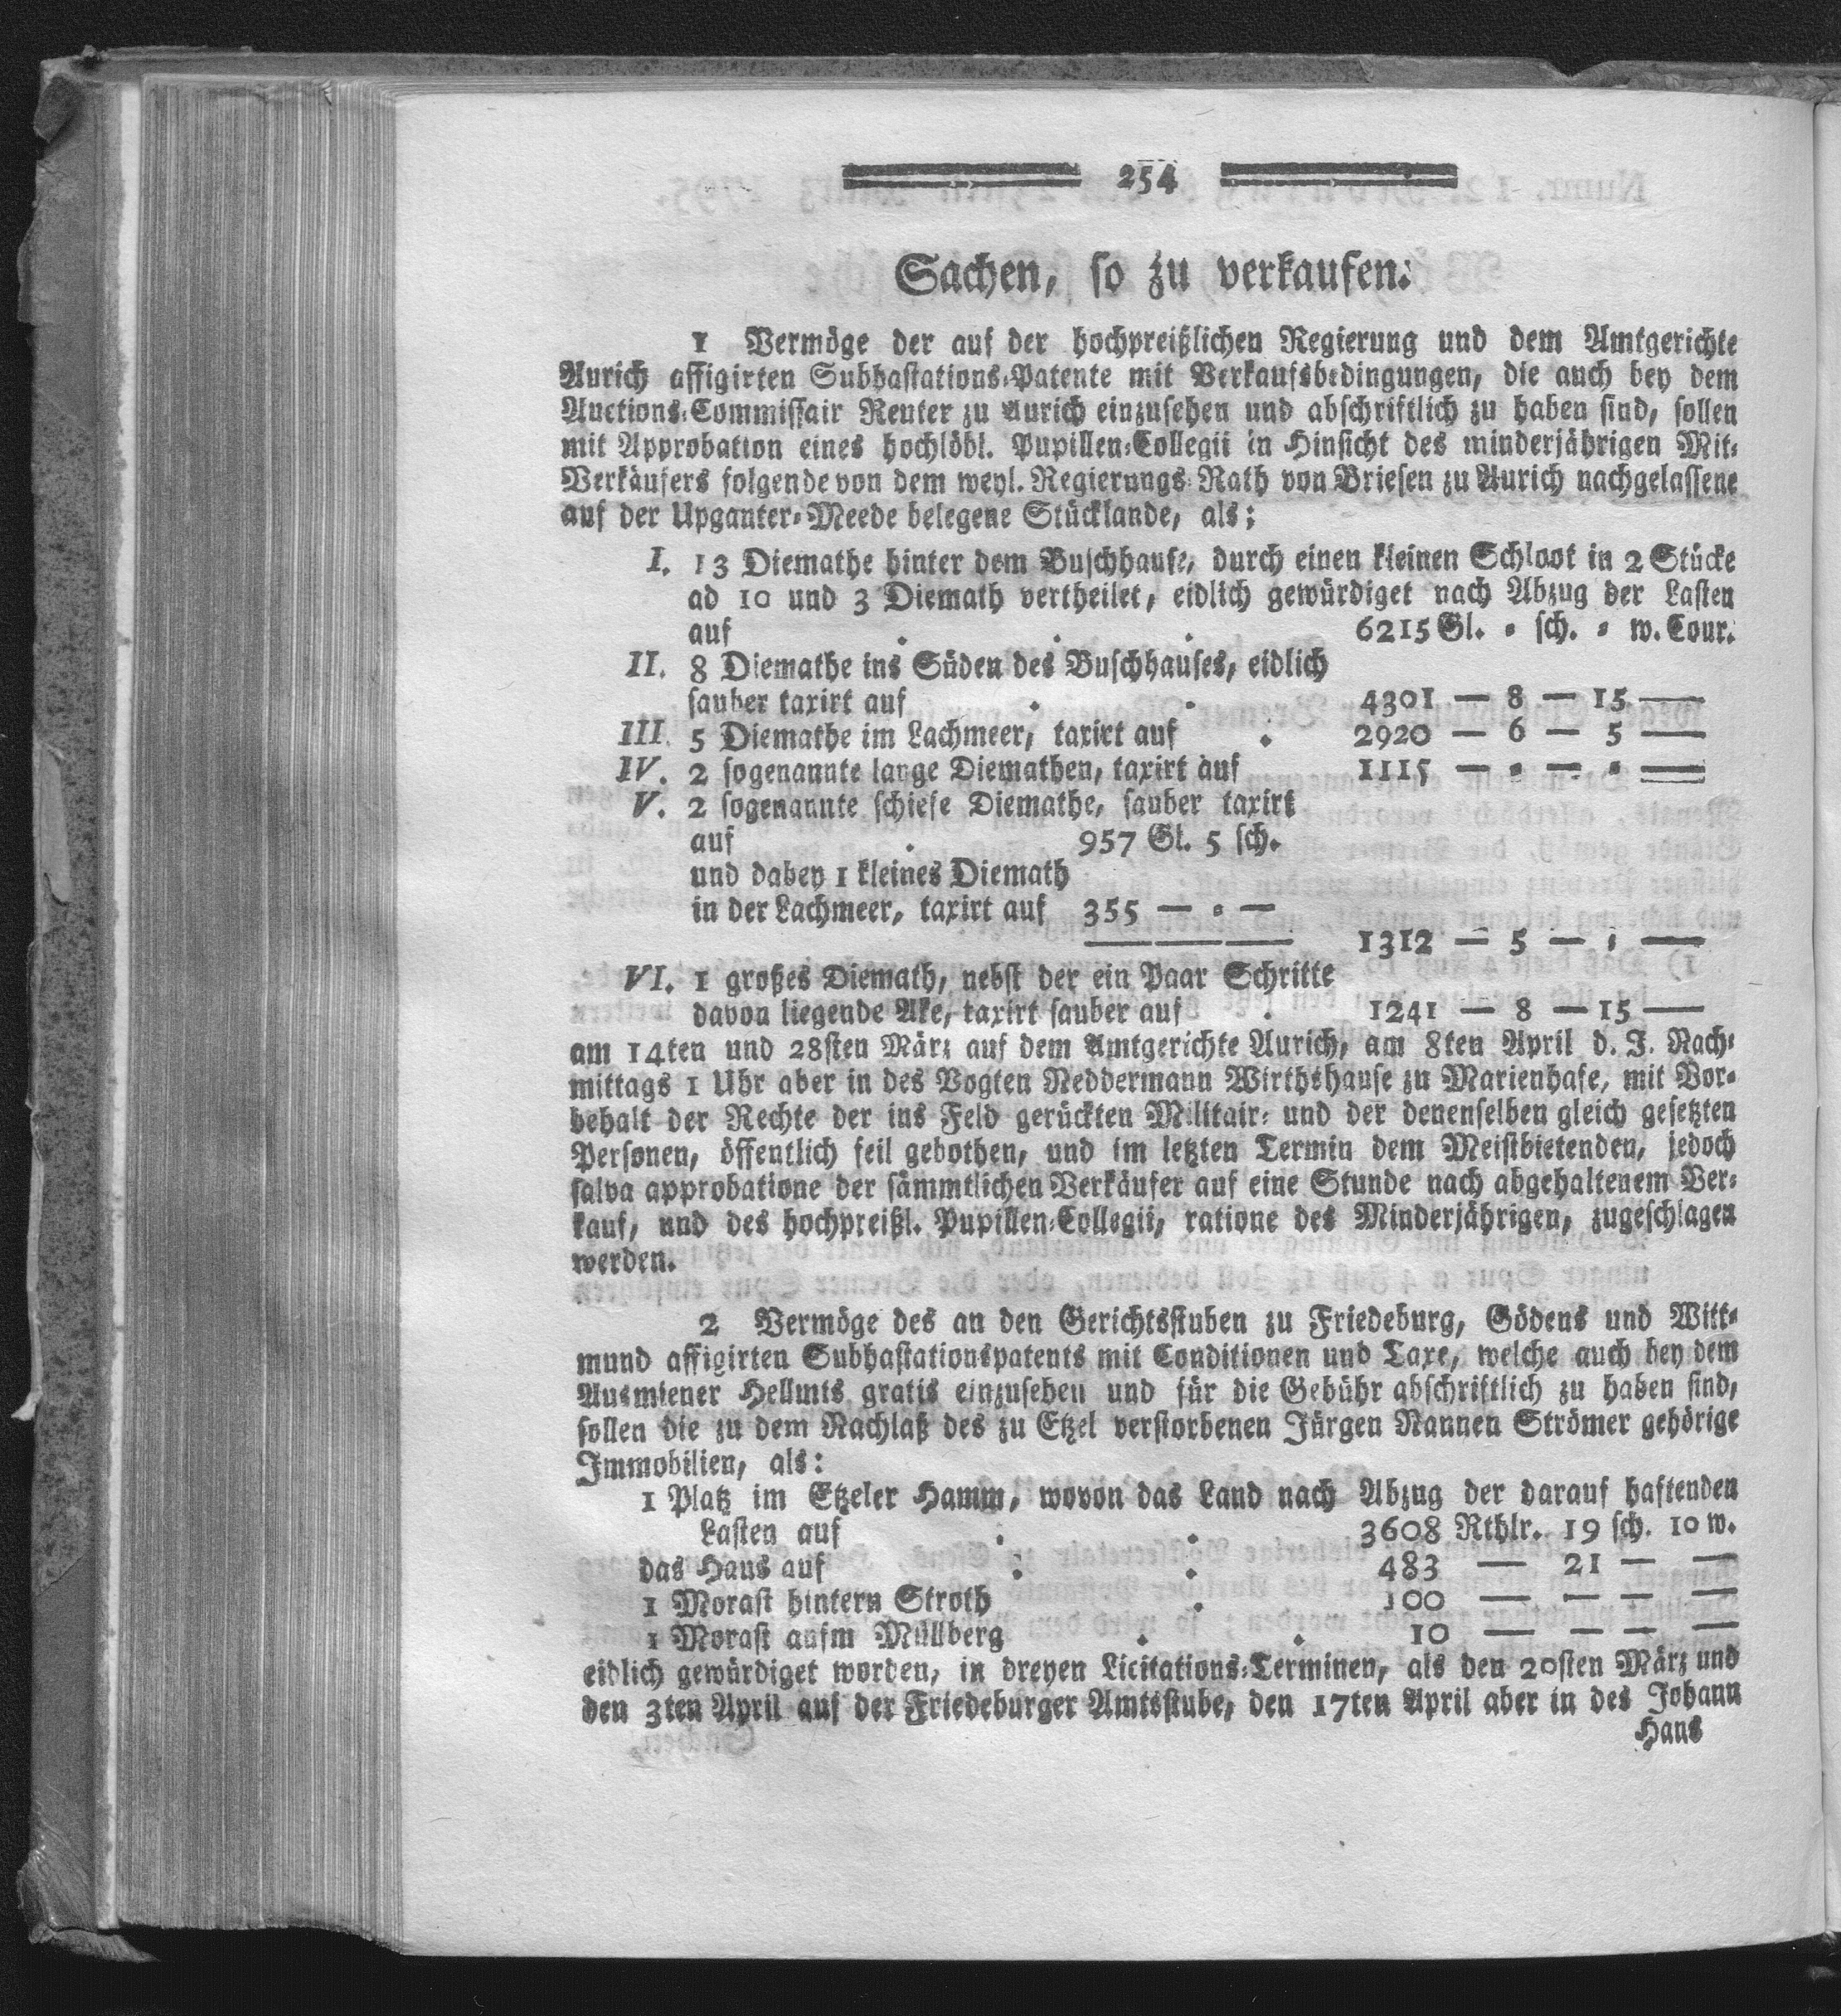 254
Sachen, so zu verkaufen.
1 Vermöge der auf der hochpreißlichen Regierung und dem Amtgerichte
Aurich affigirten Subhastations-Patente mit Verkaufsbedingungen, die auch bey dem
Auctions-Commissair Reuter zu Aurich einzusehen und abschriftlich zu haben sind, sollen
mit Approbation eines hochlöbl. Pupillen-Collegii in Hinsicht des minderjährigen Mit-
Verkäufers folgende von dem weyl. Regierungs-Rath von Briesen zu Aurich nachgelassene
auf der Upganter-Meede belegene Stücklande, als:
I. 13 Diemathe hinter dem Buschhause, durch einen kleinen Schloot in 2 Stücke
ad 10 und 3 Diemath vertheilet, eidlich gewürdiget nach Abzug der Lasten
auf . . . 6215 Gl. - sch. - w. Cour.
II. 8 Diemathe ins Süden des Buschhauses, eidlich
sauber taxirt auf . . 4301 — 8 — 15 —
III. 5 Diemathe im Lachmeer, taxirt auf . 2920 — 6 — 5 —
IV. 2 sogenannte lange Diemathen, taxirt auf 1115 — - — - —
V. 2 sogenannte schiefe Diemathe, sauber taxirt
auf . 957 Gl. 5 sch.
und dabey 1 kleines Diemath
in der Lachmeer, taxirt auf 355 — - —
1312 — 5 — - —
VI. 1 großes Diemath, nebst der ein Paar Schritte
davon liegende Ake, taxirt sauber auf . 1241 — 8 — 15 —
am 14ten und 28sten März auf dem Amtgerichte Aurich, am 8ten April d. J. Nach-
mittags 1 Uhr aber in des Vogten Neddermann Wirthshause zu Marienhafe, mit Vor-
behalt der Rechte der ins Feld gerückten Militair- und der denenselben gleich gesetzten
Personen, öffentlich feil gebothen, und im letzten Termin dem Meistbietenden, jedoch
salva approbatione der sämmtlichen Verkäufer auf eine Stunde nach abgehaltenem Ver-
kauf, und des hochpreißl. Pupillen-Collegii, ratione des Minderjährigen, zugeschlagen
werden.
2 Vermöge des an den Gerichtsstuben zu Friedeburg, Gödens und Witt-
mund affigirten Subhastationspatents mit Conditionen und Taxe, welche auch bey dem
Ausmiener Hellmts gratis einzusehen und für die Gebühr abschriftlich zu haben sind,
sollen die zu dem Nachlaß des zu Etzel verstorbenen Jürgen Nannen Strömer gehörige
Immobilien, als:
1 Platz im Etzeler Hamm, wovon das Land nach Abzug der darauf haftenden
Lasten auf . . 3608 Rthlr. 19 sch. 10 w.
das Haus auf . . 483 — 21 — —
1 Morast hintern Stroth . 100 — — — —
1 Morast aufm Müllberg . . 10 — — — —
eidlich gewürdiget worden, in dreyen Licitations-Terminen, als den 20sten März und
den 3ten April auf der Friedeburger Amtsstube, den 17ten April aber in des Johann
Hans